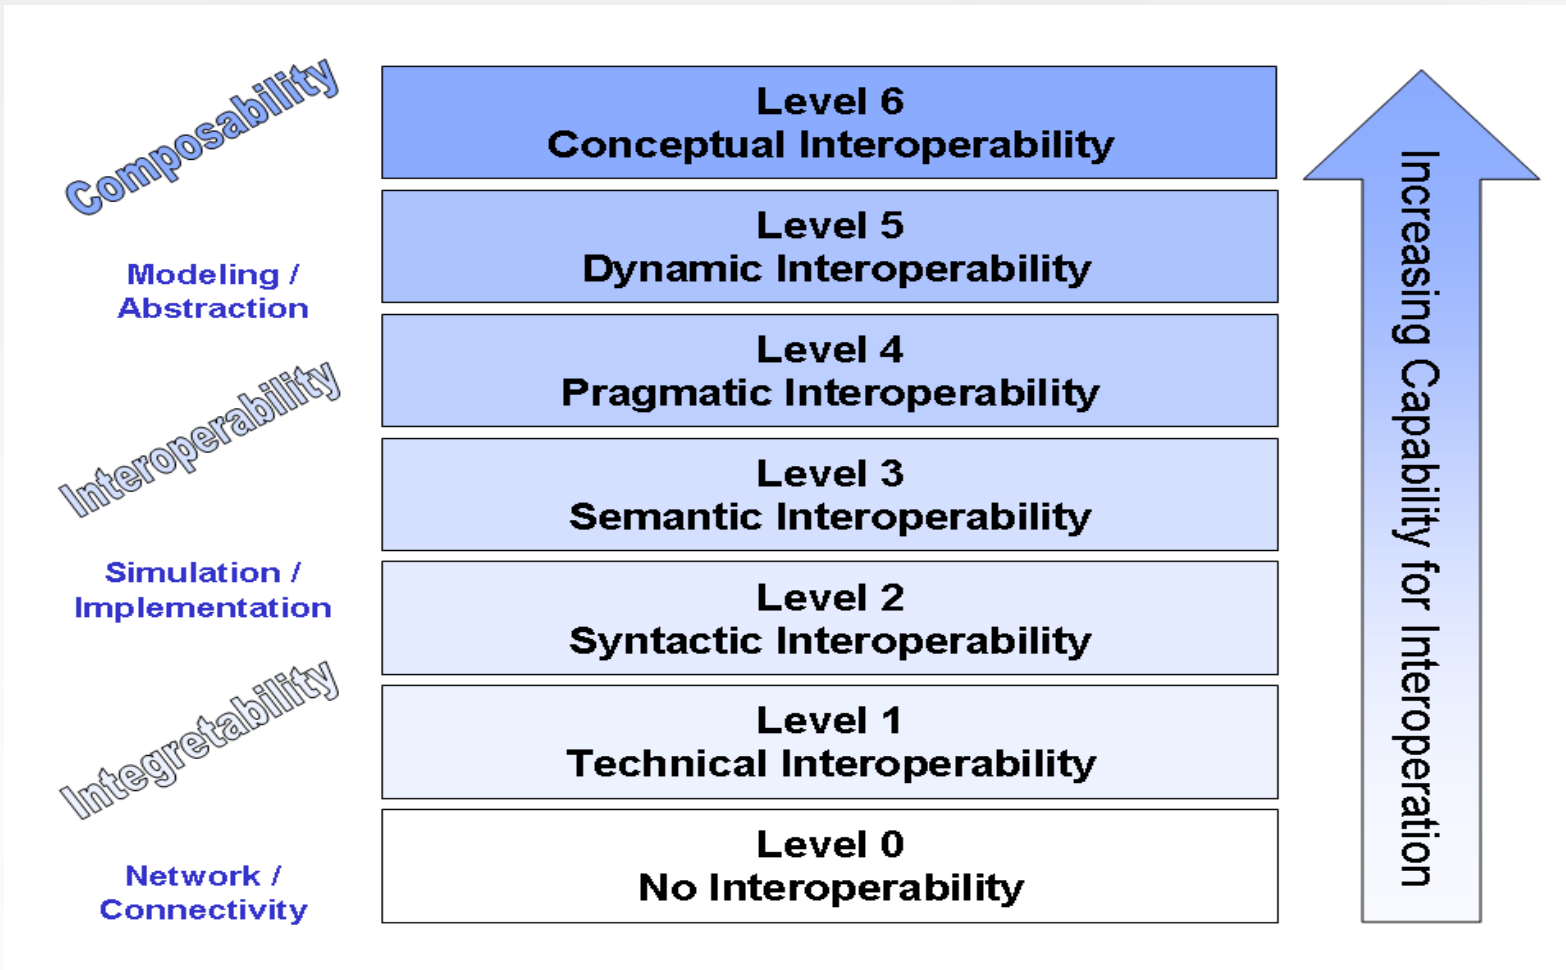 Composability
Modeling /
Abstraction
Interoperability
Simulation /
Implementation
Integretability
Network /
Connectivity
Level 6
Conceptual Interoperability
Level 5
Dynamic Interoperability
Level 4
Pragmatic Interoperability
Level 3
Semantic Interoperability
Level 2
Syntactic Interoperability
Level 1
Technical Interoperability
Level 0
No Interoperability
Increasing Capability for Interoperation